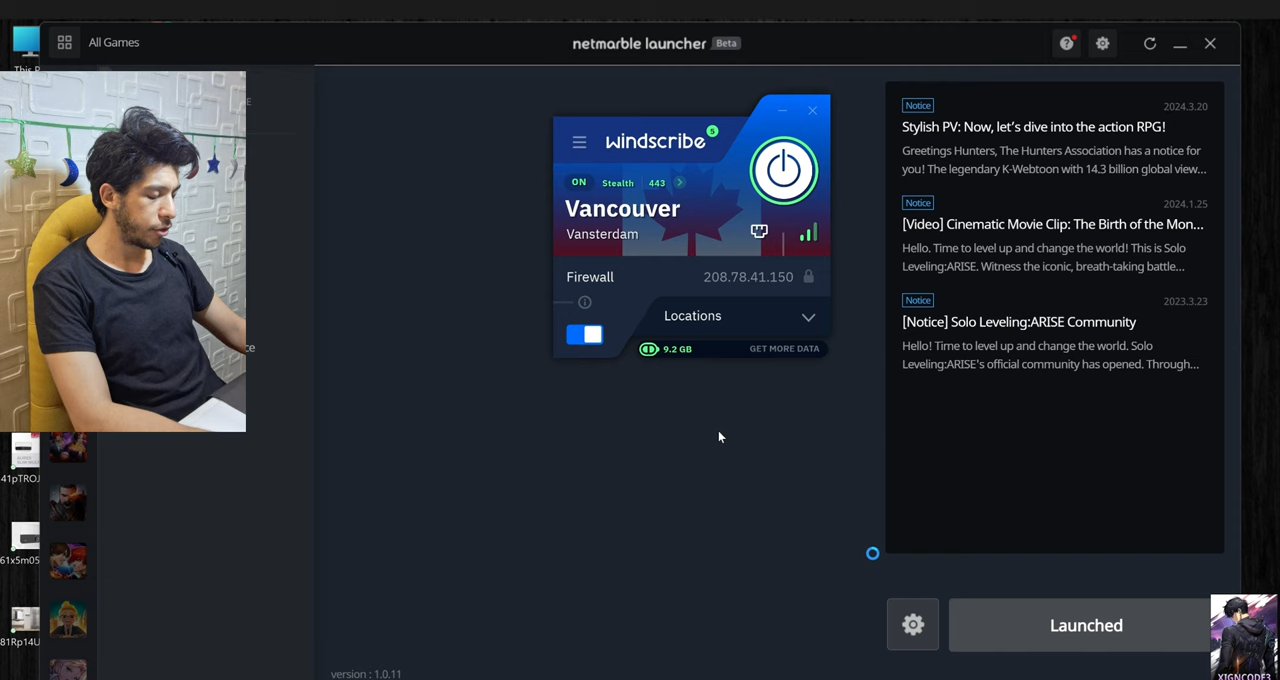 This P
All Games
netmarble launcher Beta
E
ce
41pTROJ
61x5m05
81Rp14U
windscribe 5
ON Stealth 443
Vancouver
Vansterdam
Firewall 208.78.41.150
Locations
9.2 GB GET MORE DATA
Notice 2024.3.20
Stylish PV: Now, let's dive into the action RPG!
Greetings Hunters, The Hunters Association has a notice for
you! The legendary K-Webtoon with 14.3 billion global view...
Notice 2024.1.25
[Video] Cinematic Movie Clip: The Birth of the Mon...
Hello. Time to level up and change the world! This is Solo
Leveling:ARISE. Witness the iconic, breath-taking battle...
Notice 2023.3.23
[Notice] Solo Leveling:ARISE Community
Hello! Time to level up and change the world. Solo
Leveling:ARISE's official community has opened. Through...
Launched
XIGNCODE3
version : 1.0.11